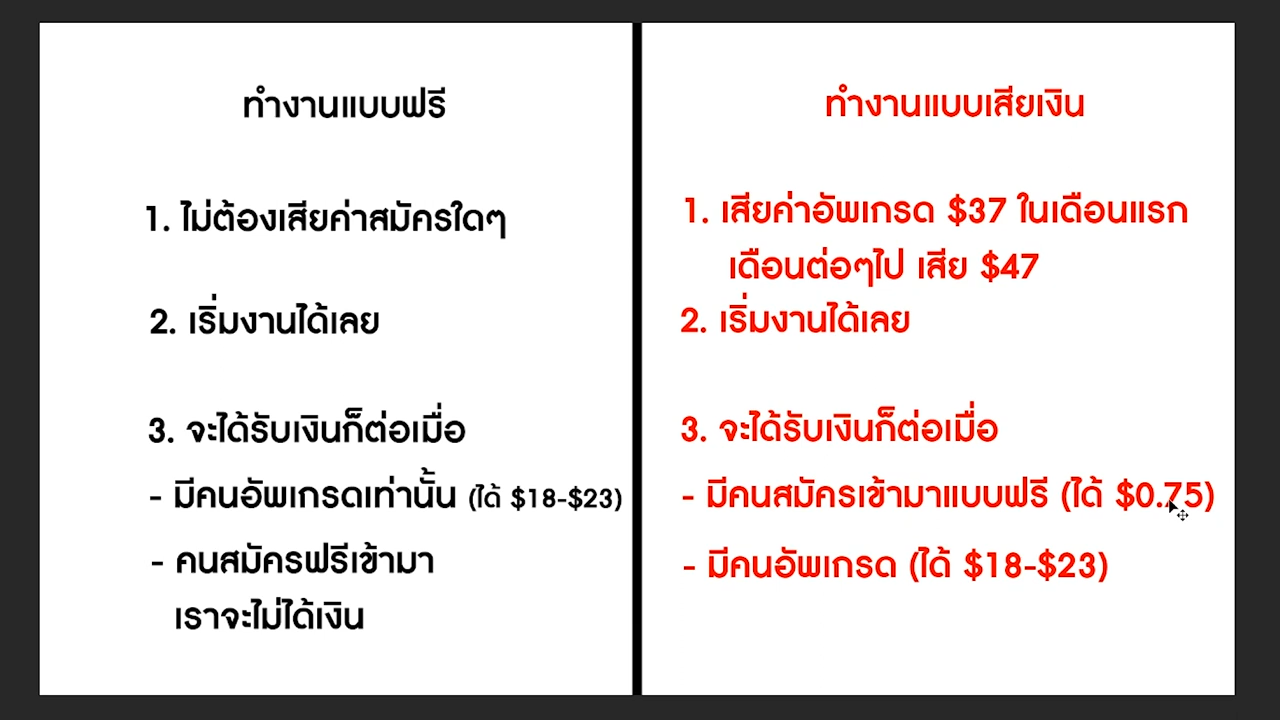 ทำงานแบบฟรี
1. ไม่ต้องเสียค่าสมัครใดๆ
2. เริ่มงานได้เลย
3. จะได้รับเงินก็ต่อเมื่อ
- มีคนอัพเกรดเท่านั้น (ได้ $18-$23)
- คนสมัครฟรีเข้ามา
เราจะไม่ได้เงิน
ทำงานแบบเสียเงิน
1. เสียค่าอัพเกรด $37 ในเดือนแรก
เดือนต่อๆไป เสีย $47
2. เริ่มงานได้เลย
3. จะได้รับเงินก็ต่อเมื่อ
- มีคนสมัครเข้ามาแบบฟรี (ได้ $0.75)
- มีคนอัพเกรด (ได้ $18-$23)